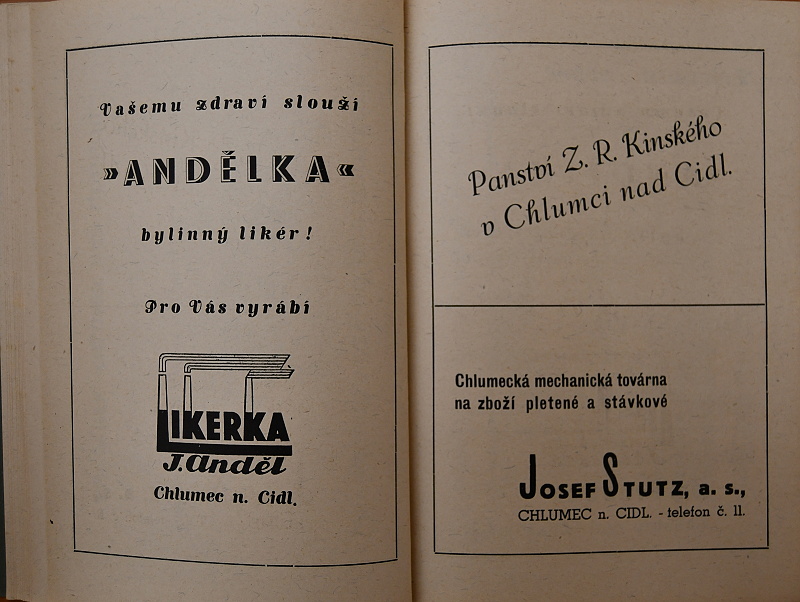 Vašemu zdraví slouží
»ANDĚLKA«
bylinný likér!
Pro Vás vyrábí
LIKERKA
J. Anděl
Chlumec n. Cidl.
Panství Z. R. Kinského
v Chlumci nad Cidl.
Chlumecká mechanická továrna
na zboží pletené a stávkové
JOSEF STUTZ, a. s.,
CHLUMEC n. CIDL. - telefon č. 11.